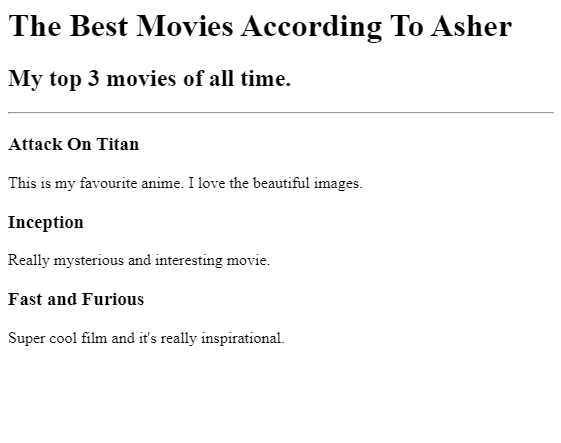 The Best Movies According To Asher
My top 3 movies of all time.
Attack On Titan
This is my favourite anime. I love the beautiful images.
Inception
Really mysterious and interesting movie.
Fast and Furious
Super cool film and it's really inspirational.